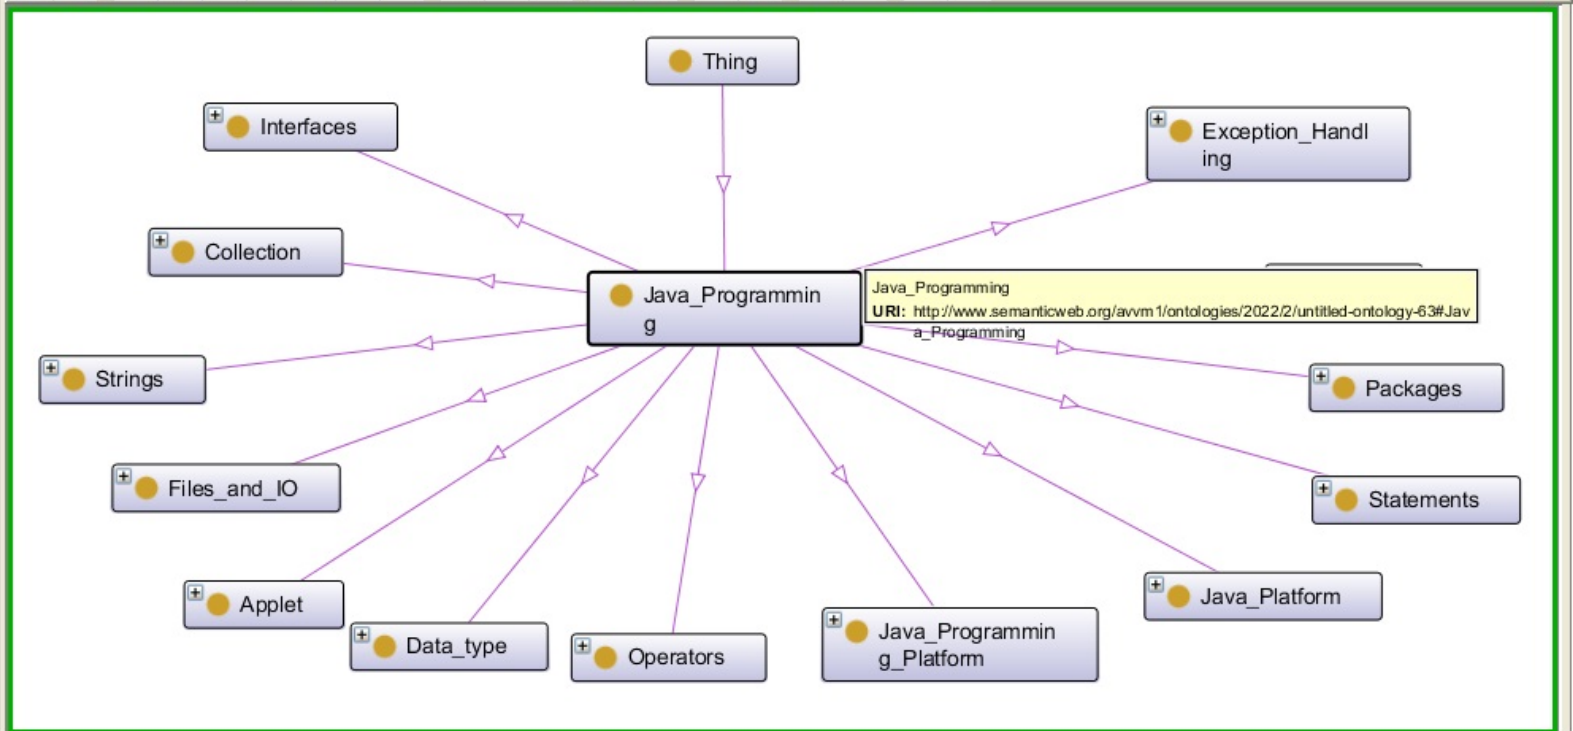 Thing
Interfaces
Exception_Handl
ing
Collection
Java_Programmin
g
Java_Programming
URI: http://www.semanticweb.org/avvm1/ontologies/2022/2/untitled-ontology-63#Jav
a_Programming
Strings
Packages
Files_and_IO
Statements
Applet
Java_Platform
Data_type
Operators
Java_Programmin
g_Platform